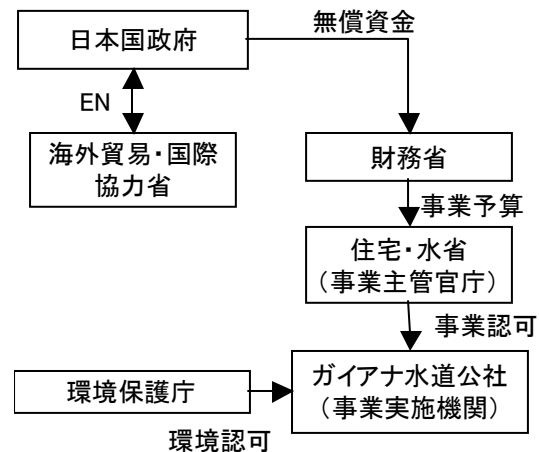 無償資金
日本国政府
EN
海外貿易・国際
協力省
財務省
事業予算
住宅・水省
（事業主管官庁）
事業認可
ガイアナ水道公社
（事業実施機関）
環境保護庁
環境認可